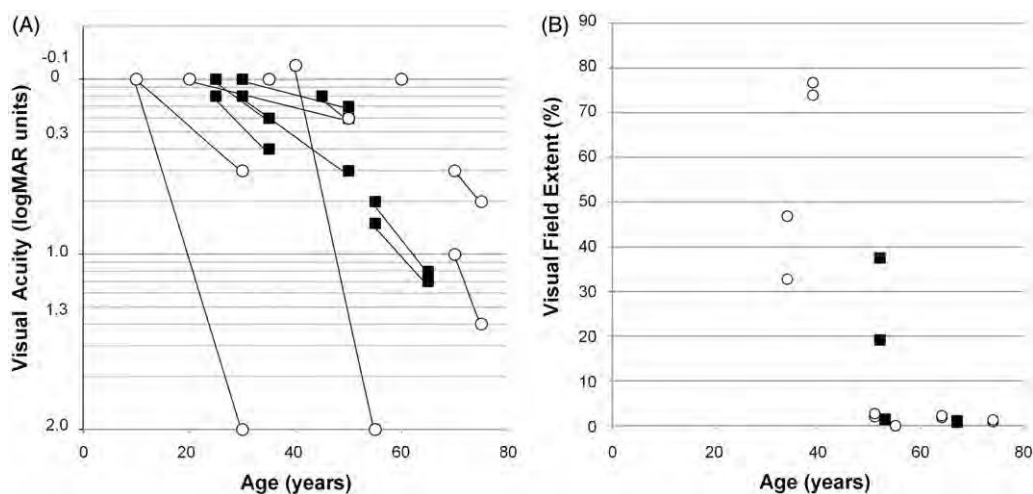 (A)
Visual Acuity (logMAR units)
-0.1
0
0.3
1.0
1.3
2.0
0 20 40 60 80
Age (years)
(B)
Visual Field Extent (%)
90
80
70
60
50
40
30
20
10
0
0 20 40 60 80
Age (years)